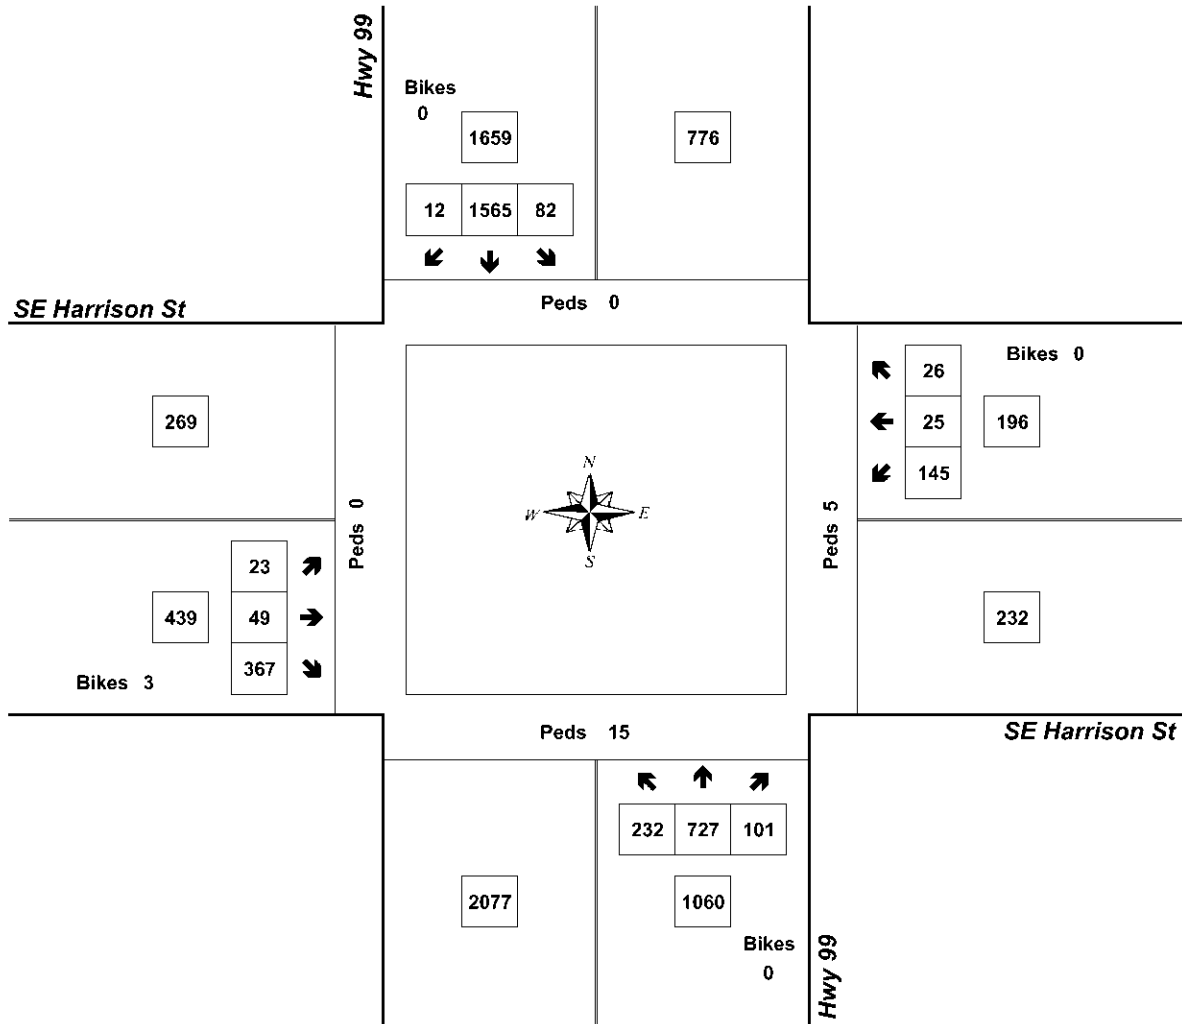 Hwy 99
Bikes
0
1659
776
12 1565 82
SE Harrison St
Peds 0
Bikes 0
26
269
25
196
145
N
W E
S
Peds 0
Peds 5
23
439
49
232
367
Bikes 3
Peds 15
SE Harrison St
232 727 101
2077
1060
Bikes
0
Hwy 99